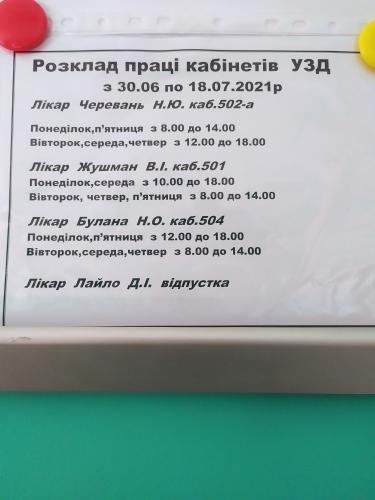 Розклад праці кабінетів УЗД
з 30.06 по 18.07.2021р
Лікар Черевань Н.Ю. каб.502-а
Понеділок,п'ятниця з 8.00 до 14.00
Вівторок,середа,четвер з 12.00 до 18.00
Лікар Жушман В.І. каб.501
Понеділок,середа з 10.00 до 18.00
Вівторок, четвер, п'ятниця з 8.00 до 14.00
Лікар Булана Н.О. каб.504
Понеділок,п'ятниця з 12.00 до 18.00
Вівторок,середа,четвер з 8.00 до 14.00
Лікар Лайло Д.І. відпустка